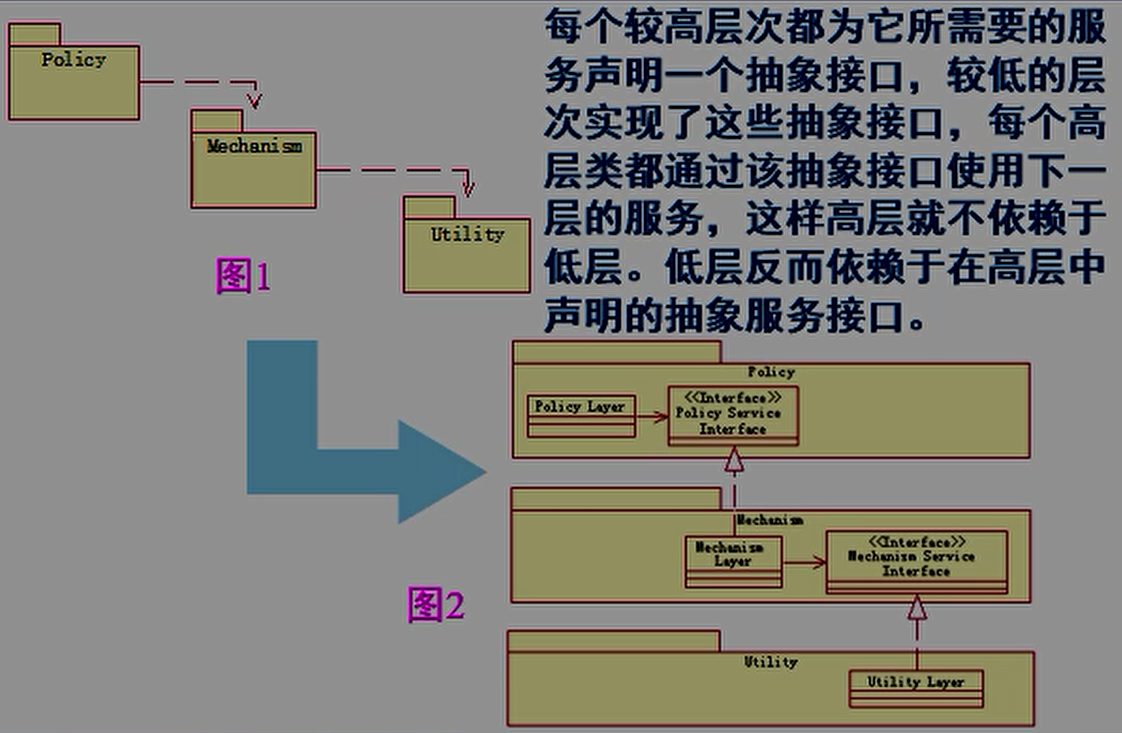 每个较高层次都为它所需要的服
务声明一个抽象接口，较低的层
次实现了这些抽象接口，每个高
层类都通过该抽象接口使用下一
层的服务，这样高层就不依赖于
低层。低层反而依赖于在高层中
声明的抽象服务接口。
Policy
Mechanism
Utility
图1
Policy
Policy Layer
<<Interface>>
Policy Service
Interface
Mechanism
Mechanism
Layer
<<Interface>>
Mechanism Service
Interface
图2
Utility
Utility Layer